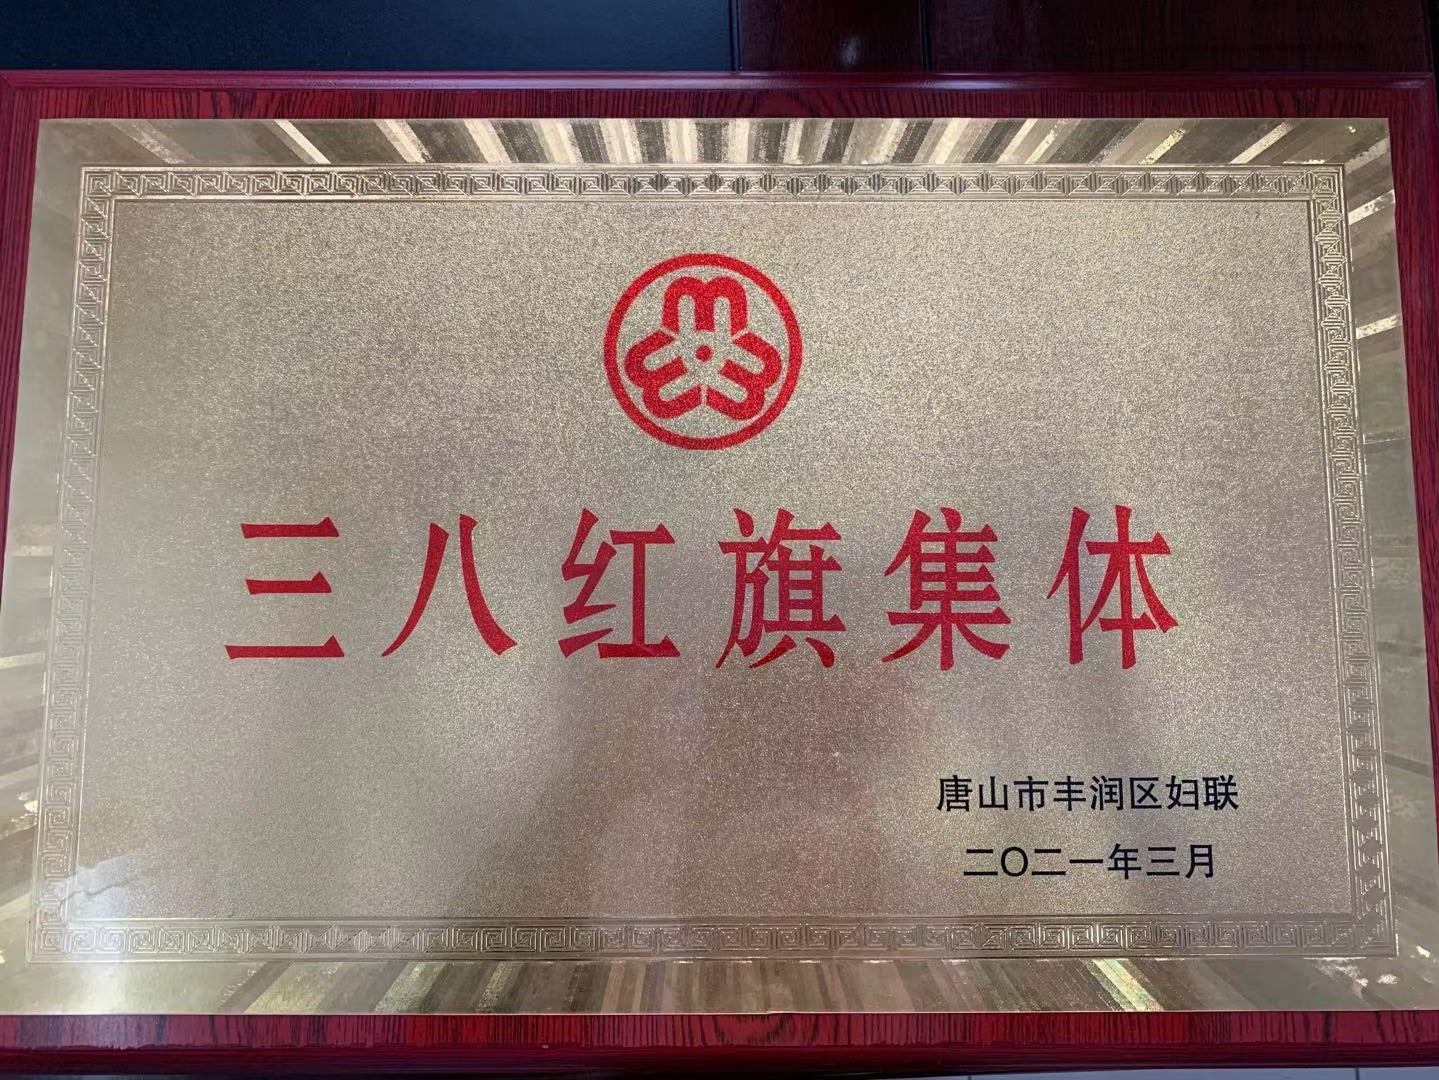 三八红旗集体
唐山市丰润区妇联
二〇二一年三月